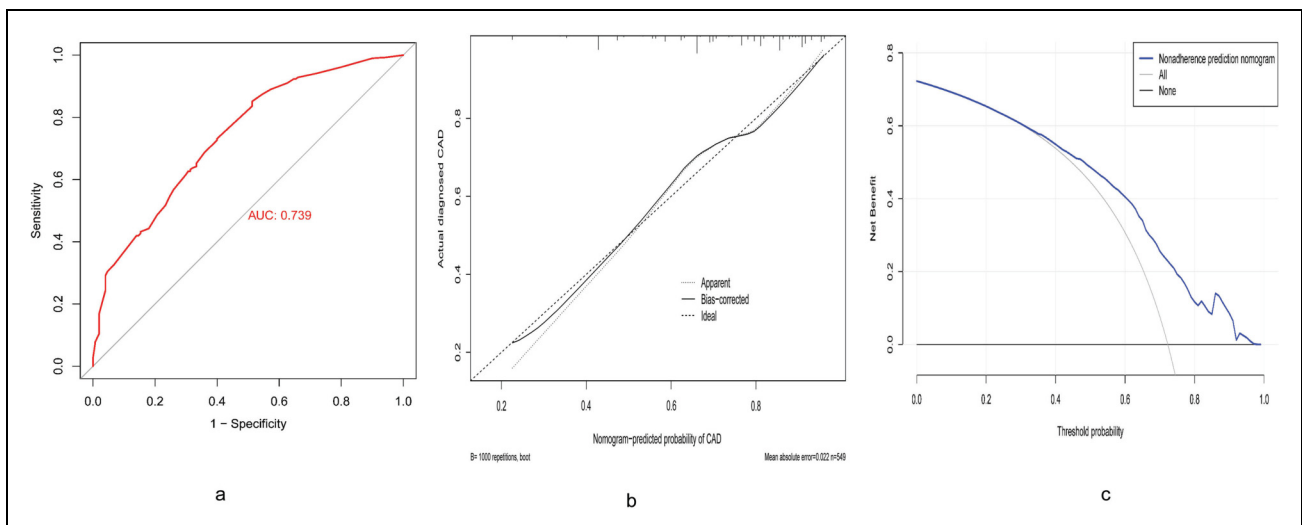 1.0
0.8
0.6
0.4
0.2
0.0
Sensitivity
AUC: 0.739
0.0 0.2 0.4 0.6 0.8 1.0
1 − Specificity
a
0.8
0.6
0.4
0.2
Actual diagnosed CAD
Apparent
Bias−corrected
Ideal
0.2 0.4 0.6 0.8
Nomogram−predicted probability of CAD
B= 1000 repetitions, boot
Mean absolute error=0.022 n=549
b
0.8
0.6
0.4
0.2
0.0
Net Benefit
Nonadherence prediction nomogram
All
None
0.0 0.2 0.4 0.6 0.8 1.0
Threshold probability
c